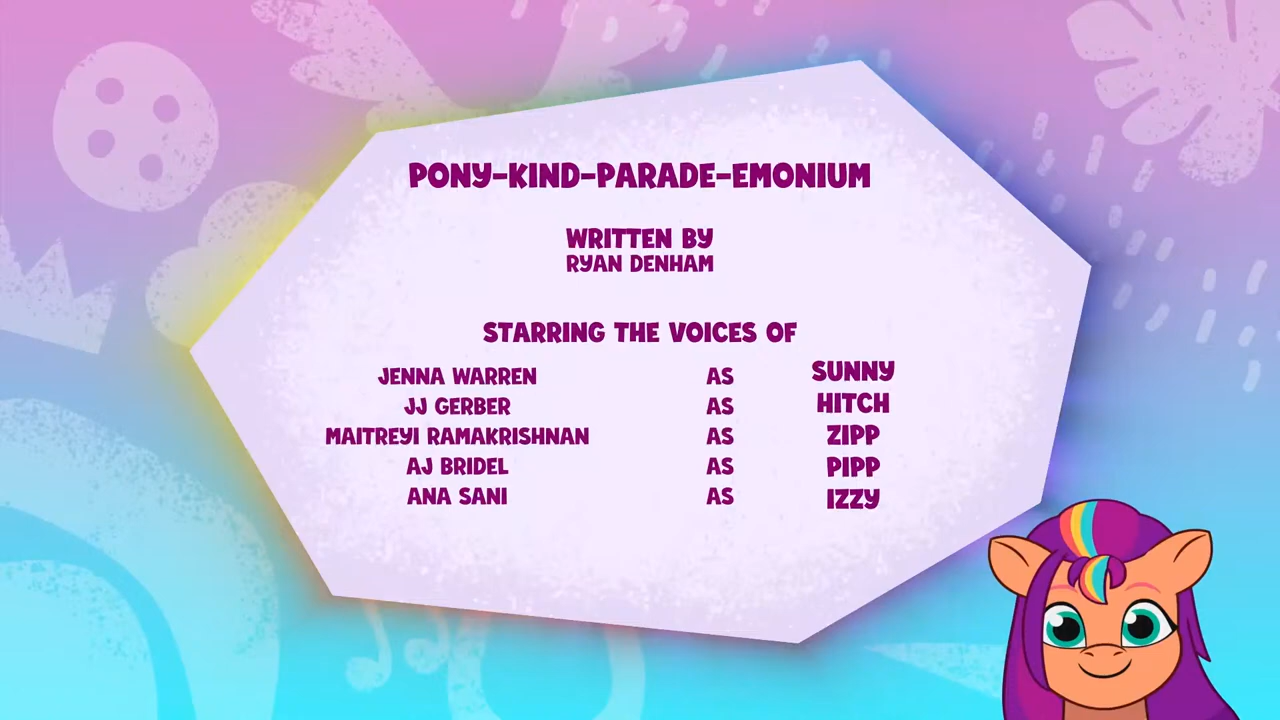 PONY-KIND-PARADE-EMONIUM
WRITTEN BY
RYAN DENHAM
STARRING THE VOICES OF
JENNA WARREN AS SUNNY
JJ GERBER AS HITCH
MAITREYI RAMAKRISHNAN AS ZIPP
AJ BRIDEL AS PIPP
ANA SANI AS IZZY